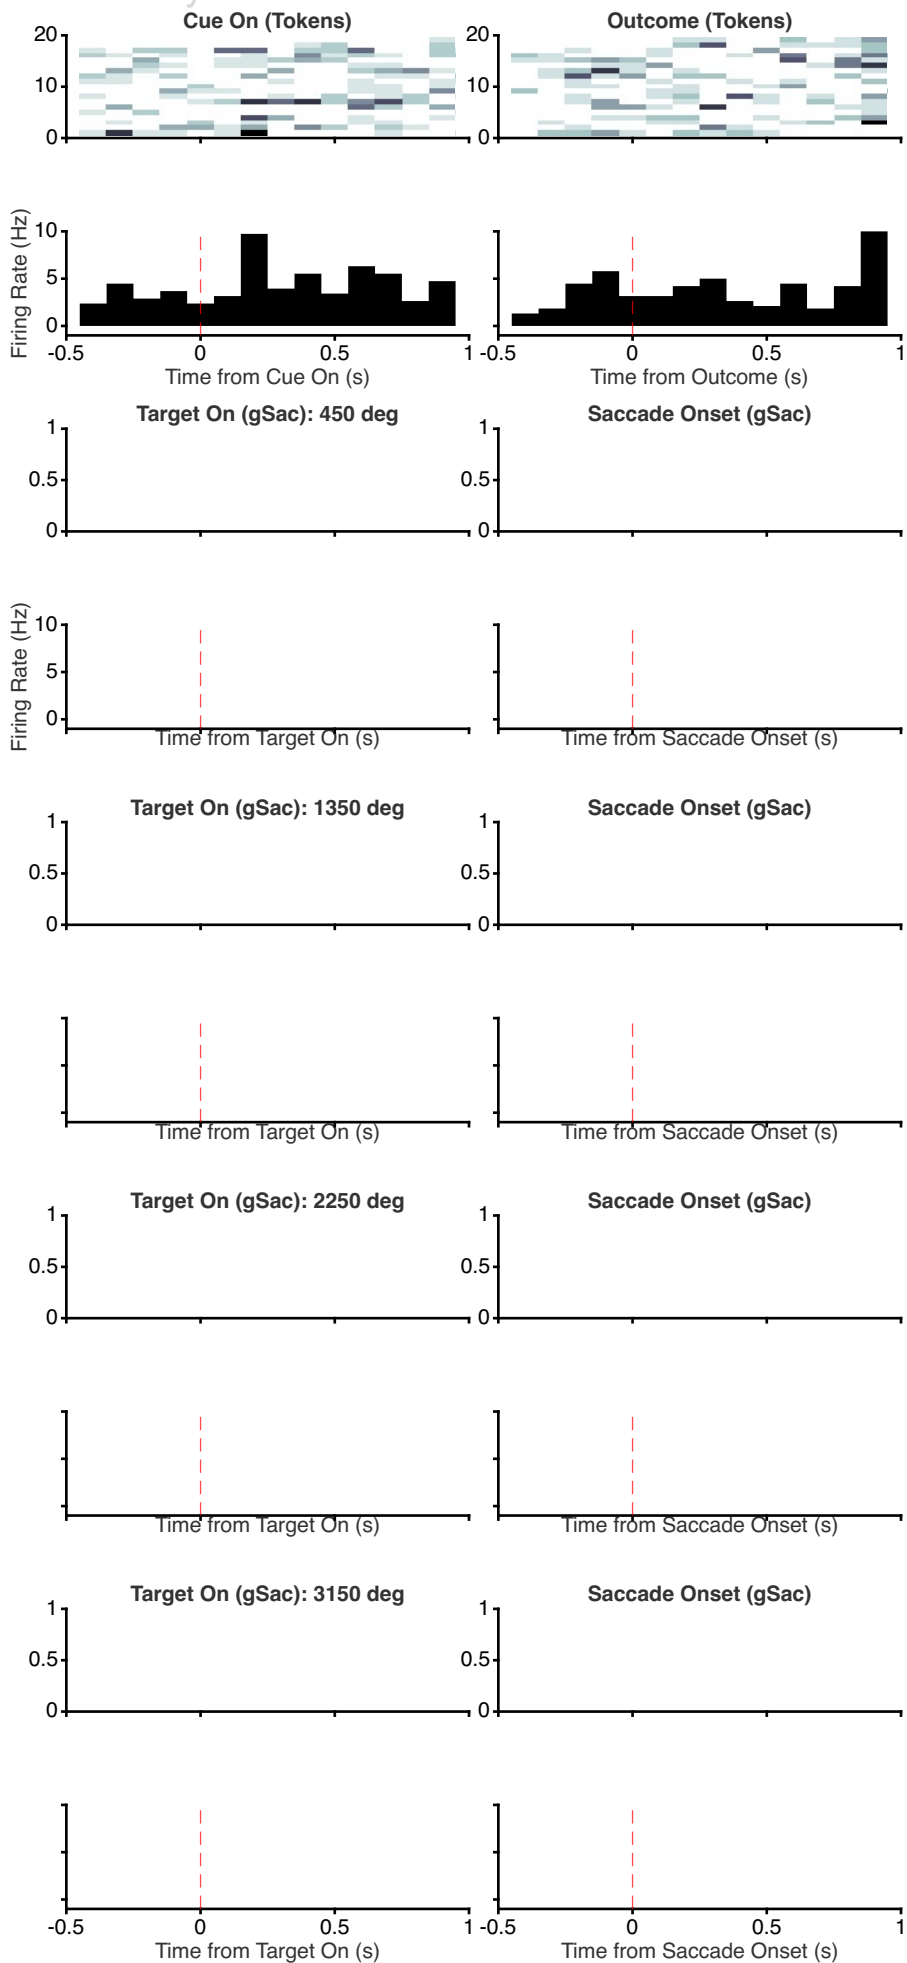 Cue On (Tokens) Outcome (Tokens)
20 20
10 10
0 0
Firing Rate (Hz)
10
5
0
-0.5 0 0.5 1 -0.5 0 0.5 1
Time from Cue On (s) Time from Outcome (s)
Target On (gSac): 450 deg Saccade Onset (gSac)
1 1
0.5 0.5
0 0
Firing Rate (Hz)
10
5
0
Time from Target On (s) Time from Saccade Onset (s)
Target On (gSac): 1350 deg Saccade Onset (gSac)
1 1
0.5 0.5
0 0
Time from Target On (s) Time from Saccade Onset (s)
Target On (gSac): 2250 deg Saccade Onset (gSac)
1 1
0.5 0.5
0 0
Time from Target On (s) Time from Saccade Onset (s)
Target On (gSac): 3150 deg Saccade Onset (gSac)
1 1
0.5 0.5
0 0
-0.5 0 0.5 1 -0.5 0 0.5 1
Time from Target On (s) Time from Saccade Onset (s)